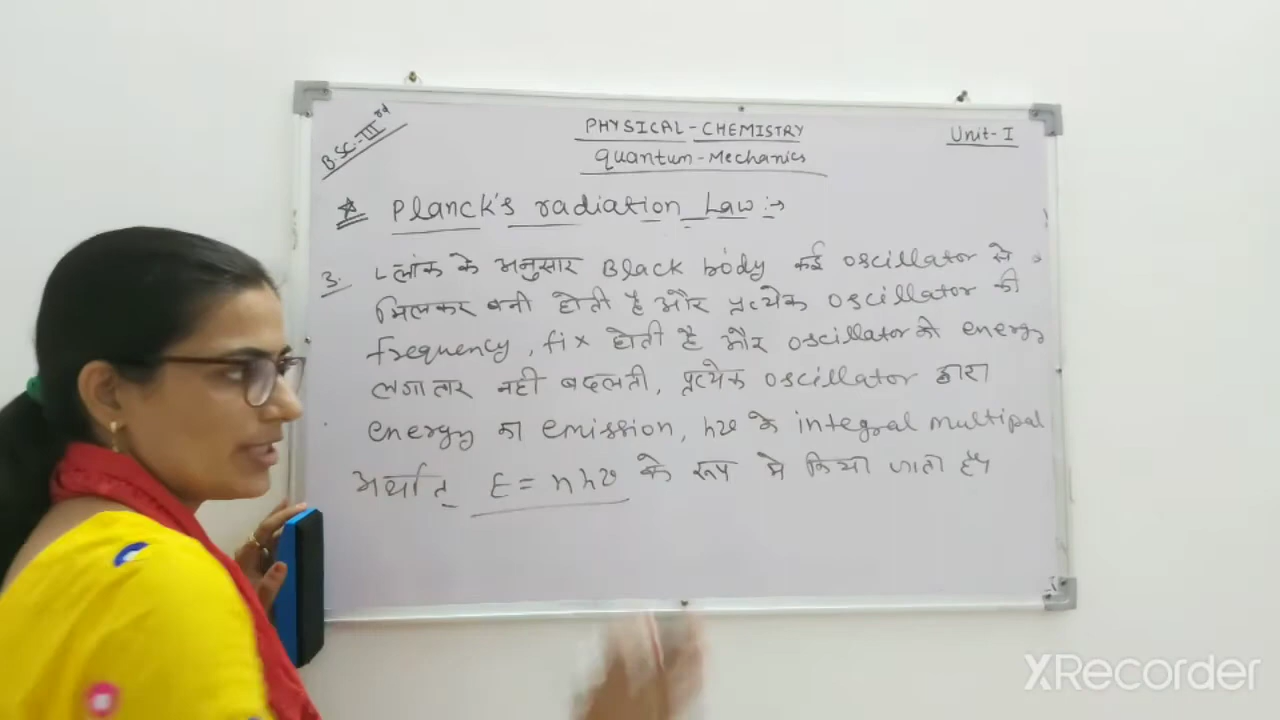 B.SC-III rd
PHYSICAL-CHEMISTRY
Unit-I
Quantum-Mechanics
Planck's radiation Law :→
3. प्लांक के अनुसार Black body कई oscillator से
मिलकर बनी होती है और प्रत्येक oscillator की
frequency, fix होती है और oscillator की energy
लगातार नही बदलती, प्रत्येक oscillator द्वारा
energy का emission, hν के integral multipal
अर्थात् E = nhν के रूप मे किया जाता है।
XRecorder